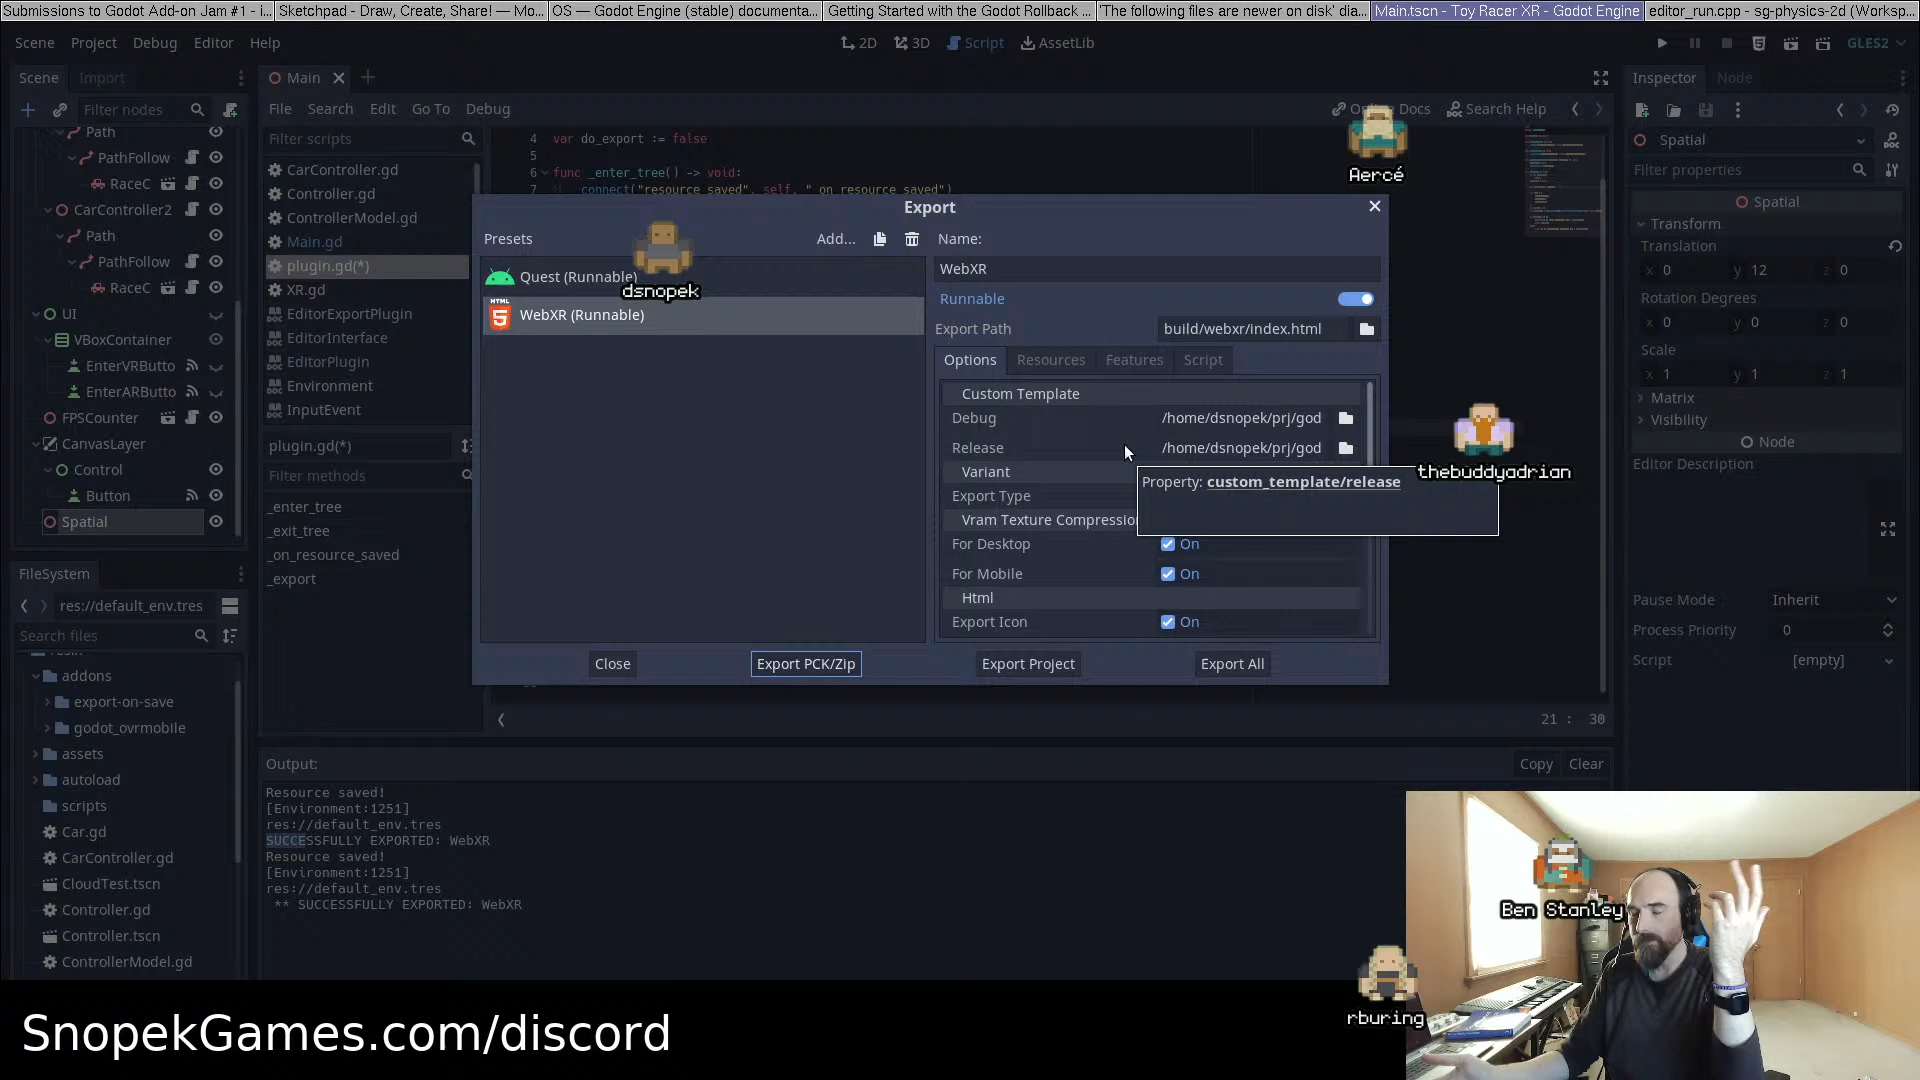 Submissions to Godot Add-on Jam #1 - i...
Sketchpad - Draw, Create, Share! — Mo...
OS — Godot Engine (stable) documenta...
Getting Started with the Godot Rollback ...
'The following files are newer on disk' dia...
Main.tscn - Toy Racer XR - Godot Engine
editor_run.cpp - sg-physics-2d (Worksp...
Scene Project Debug Editor Help
2D 3D Script AssetLib
GLES2
Scene Import
Filter nodes
Path
PathFollow
RaceC
CarController2
Path
PathFollow
RaceC
UI
VBoxContainer
EnterVRButto
EnterARButto
FPSCounter
CanvasLayer
Control
Button
Spatial
FileSystem
res://default_env.tres
Search files
addons
export-on-save
godot_ovrmobile
assets
autoload
scripts
Car.gd
CarController.gd
CloudTest.tscn
Controller.gd
Controller.tscn
ControllerModel.gd
Main
File Search Edit Go To Debug
Search Help
Filter scripts
CarController.gd
Controller.gd
ControllerModel.gd
Main.gd
plugin.gd(*)
XR.gd
EditorExportPlugin
EditorInterface
EditorPlugin
Environment
InputEvent
plugin.gd(*)
Filter methods
_enter_tree
_exit_tree
_on_resource_saved
_export
4 var do_export := false
5
6 func _enter_tree() -> void:
7 connect("resource_saved", self, "_on_resource_saved")
Export
Presets
Add...
Quest (Runnable)
WebXR (Runnable)
Name:
WebXR
Runnable
Export Path build/webxr/index.html
Options Resources Features Script
Custom Template
Debug /home/dsnopek/prj/god
Release /home/dsnopek/prj/god
Variant
Export Type
Vram Texture Compression
For Desktop On
For Mobile On
Html
Export Icon On
Property: custom_template/release
Close
Export PCK/Zip
Export Project
Export All
21 : 30
Output:
Copy Clear
Resource saved!
[Environment:1251]
res://default_env.tres
SUCCESSFULLY EXPORTED: WebXR
Resource saved!
[Environment:1251]
res://default_env.tres
** SUCCESSFULLY EXPORTED: WebXR
Inspector Node
Spatial
Filter properties
Spatial
Transform
Translation
x 0 y 12 z 0
Rotation Degrees
x 0 y 0 z 0
Scale
x 1 y 1 z 1
Matrix
Visibility
Node
Editor Description
Pause Mode Inherit
Process Priority 0
Script [empty]
Aercé
dsnopek
thebuddyadrian
Ben Stanley
rburing
SnopekGames.com/discord